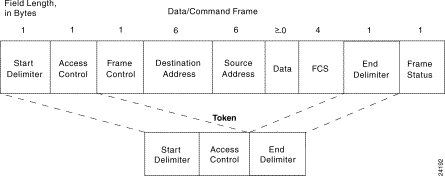 Field Length,
in Bytes
Data/Command Frame
1 1 1 6 6 ≥0 4 1 1
Start Delimiter
Access Control
Frame Control
Destination Address
Source Address
Data
FCS
End Delimiter
Frame Status
Token
Start Delimiter
Access Control
End Delimiter
24192